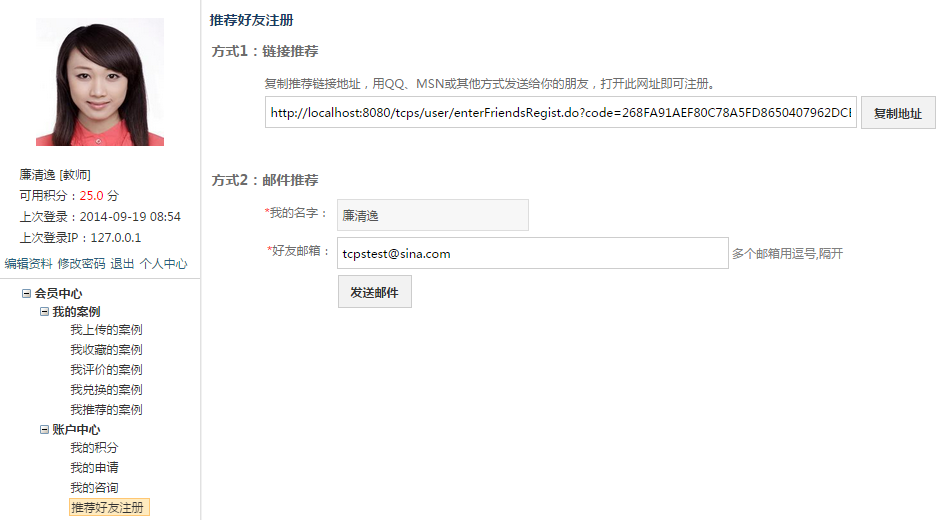 廉清逸 [教师]
可用积分：25.0 分
上次登录：2014-09-19 08:54
上次登录IP：127.0.0.1
编辑资料 修改密码 退出 个人中心
会员中心
我的案例
我上传的案例
我收藏的案例
我评价的案例
我兑换的案例
我推荐的案例
账户中心
我的积分
我的申请
我的咨询
推荐好友注册
推荐好友注册
方式1：链接推荐
复制推荐链接地址，用QQ、MSN或其他方式发送给你的朋友，打开此网址即可注册。
http://localhost:8080/tcps/user/enterFriendsRegist.do?code=268FA91AEF80C78A5FD8650407962DCE 复制地址
方式2：邮件推荐
*我的名字： 廉清逸
*好友邮箱： tcpstest@sina.com 多个邮箱用逗号,隔开
发送邮件